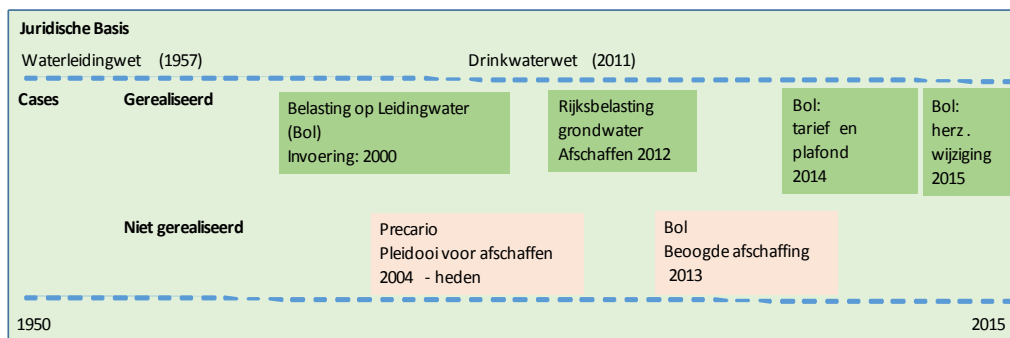 Juridische Basis
Waterleidingwet (1957) Drinkwaterwet (2011)
Cases Gerealiseerd
Belasting op Leidingwater
(Bol)
Invoering: 2000
Rijksbelasting
grondwater
Afschaffen 2012
Bol:
tarief en
plafond
2014
Bol:
herz.
wijziging
2015
Niet gerealiseerd
Precario
Pleidooi voor afschaffen
2004 - heden
Bol
Beoogde afschaffing
2013
1950 2015